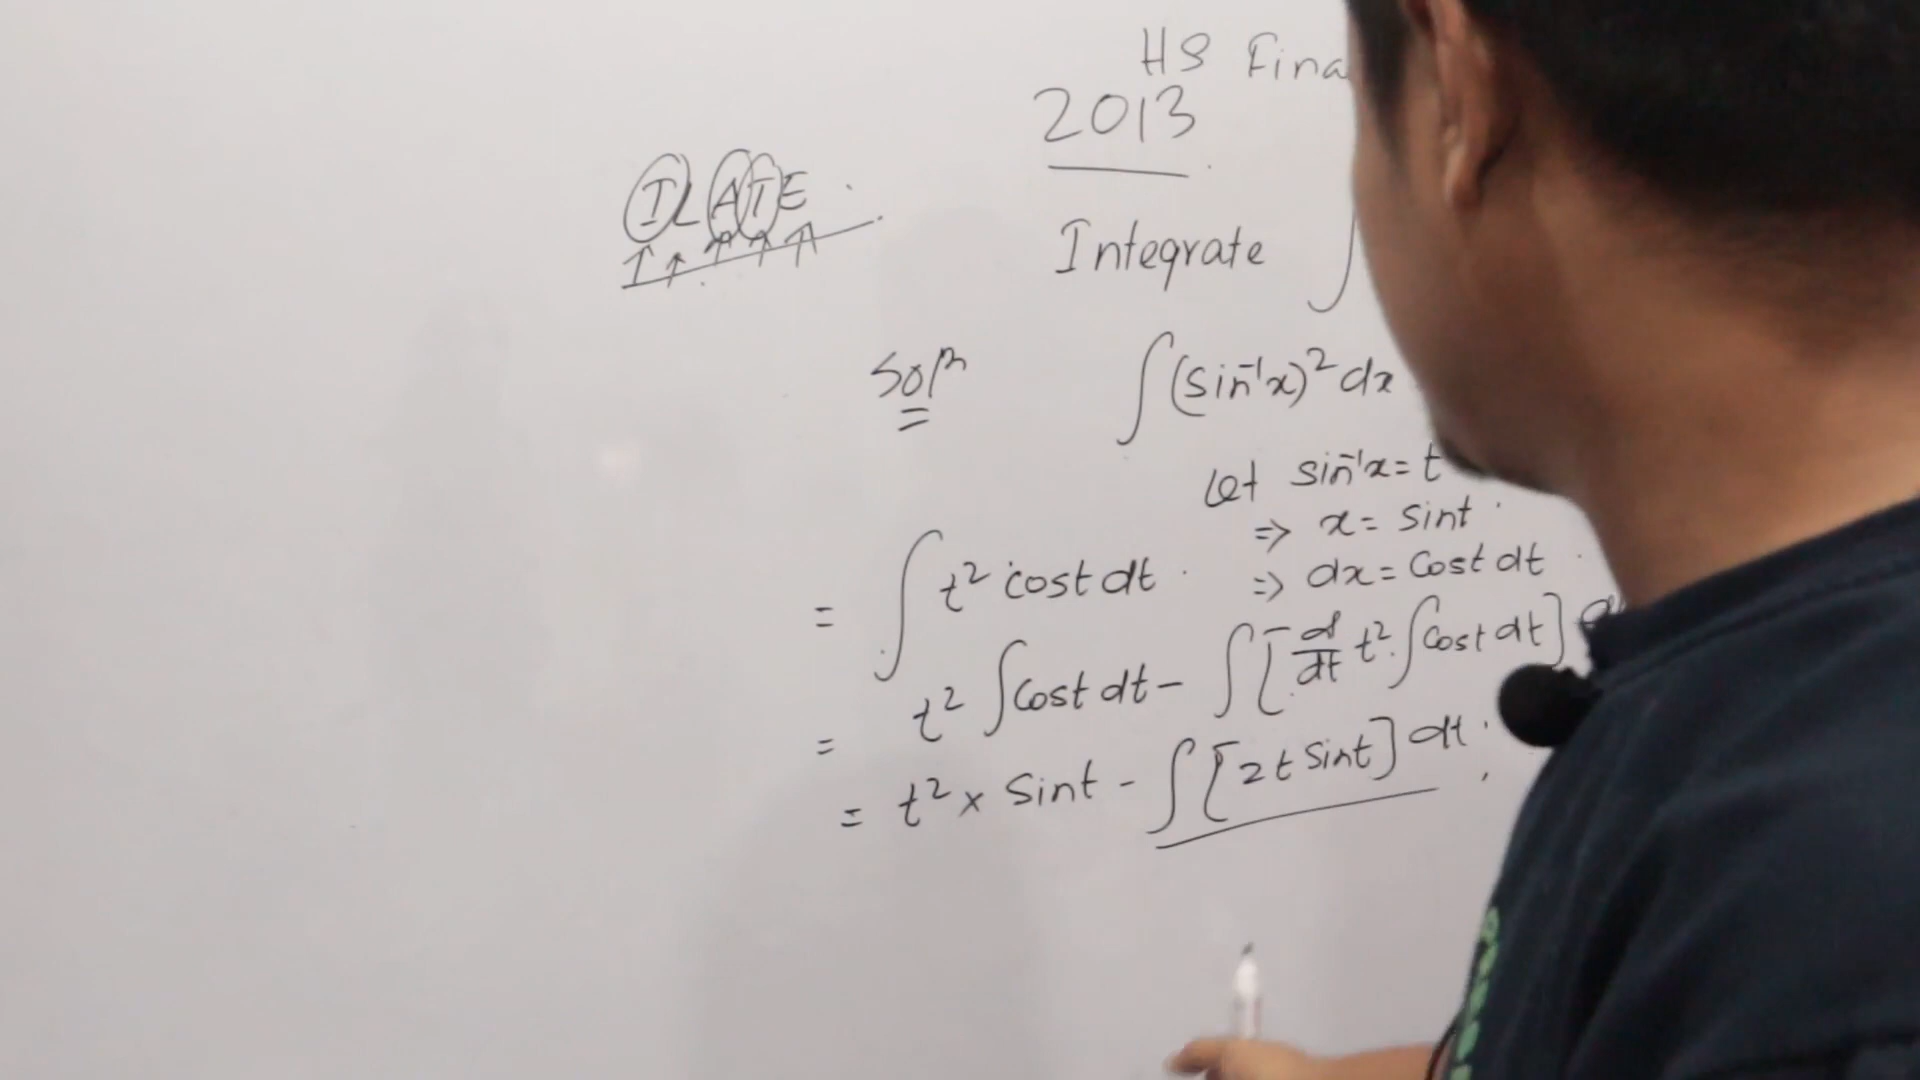 HS Fina
2013
ILATE
Integrate ∫
Solⁿ ∫(sin⁻¹x)² dx
Let sin⁻¹x = t
⇒ x = sint
⇒ dx = cost dt
= ∫ t² cost dt
= t² ∫cost dt - ∫[d/dt t². ∫cost dt]
= t² x Sint - ∫[2t Sint] dt